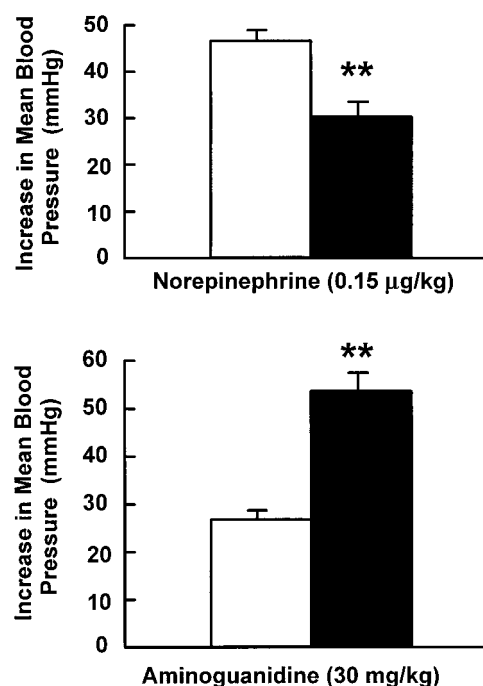 Increase in Mean Blood
Pressure (mmHg)
50
40
30
20
10
0
**
Norepinephrine (0.15 µg/kg)
Increase in Mean Blood
Pressure (mmHg)
60
50
40
30
20
10
0
**
Aminoguanidine (30 mg/kg)